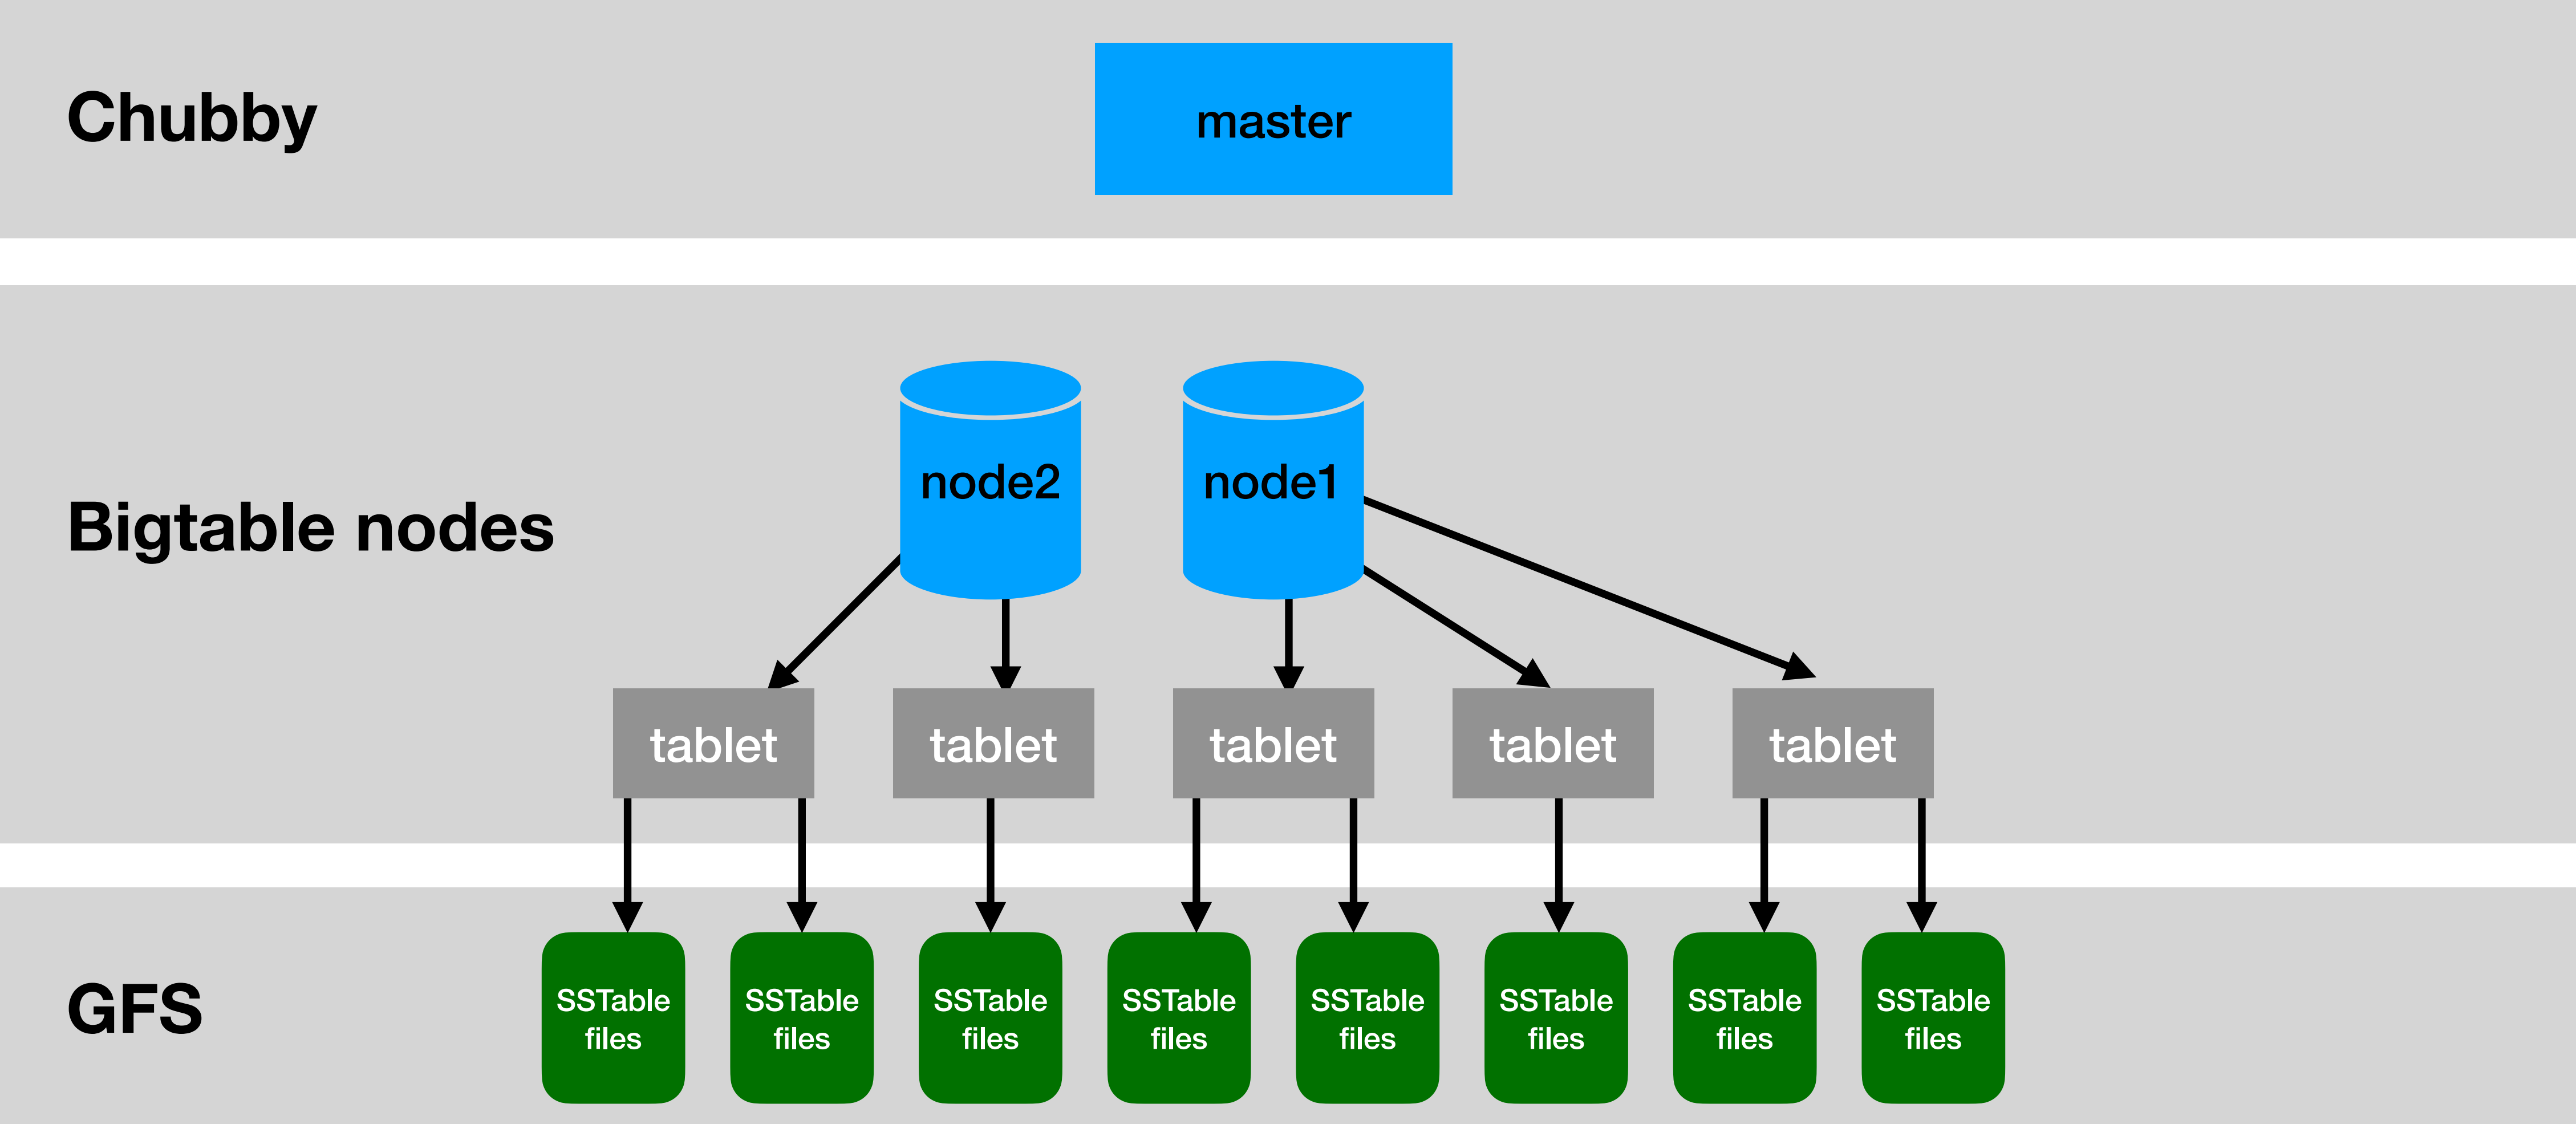 Chubby
master
Bigtable nodes
node2
node1
tablet
tablet
tablet
tablet
tablet
GFS
SSTable
files
SSTable
files
SSTable
files
SSTable
files
SSTable
files
SSTable
files
SSTable
files
SSTable
files